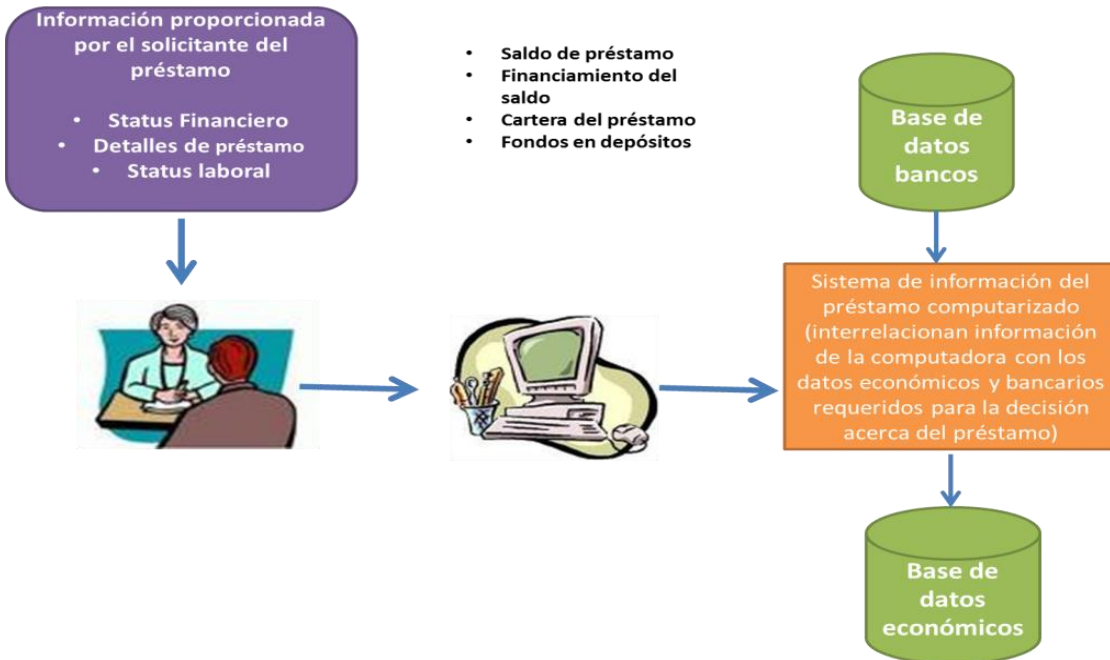 Información proporcionada
por el solicitante del
préstamo
• Status Financiero
• Detalles de préstamo
• Status laboral
• Saldo de préstamo
• Financiamiento del
saldo
• Cartera del préstamo
• Fondos en depósitos
Base de
datos
bancos
Sistema de información del
préstamo computarizado
(interrelacionan información
de la computadora con los
datos económicos y bancarios
requeridos para la decisión
acerca del préstamo)
Base de
datos
económicos